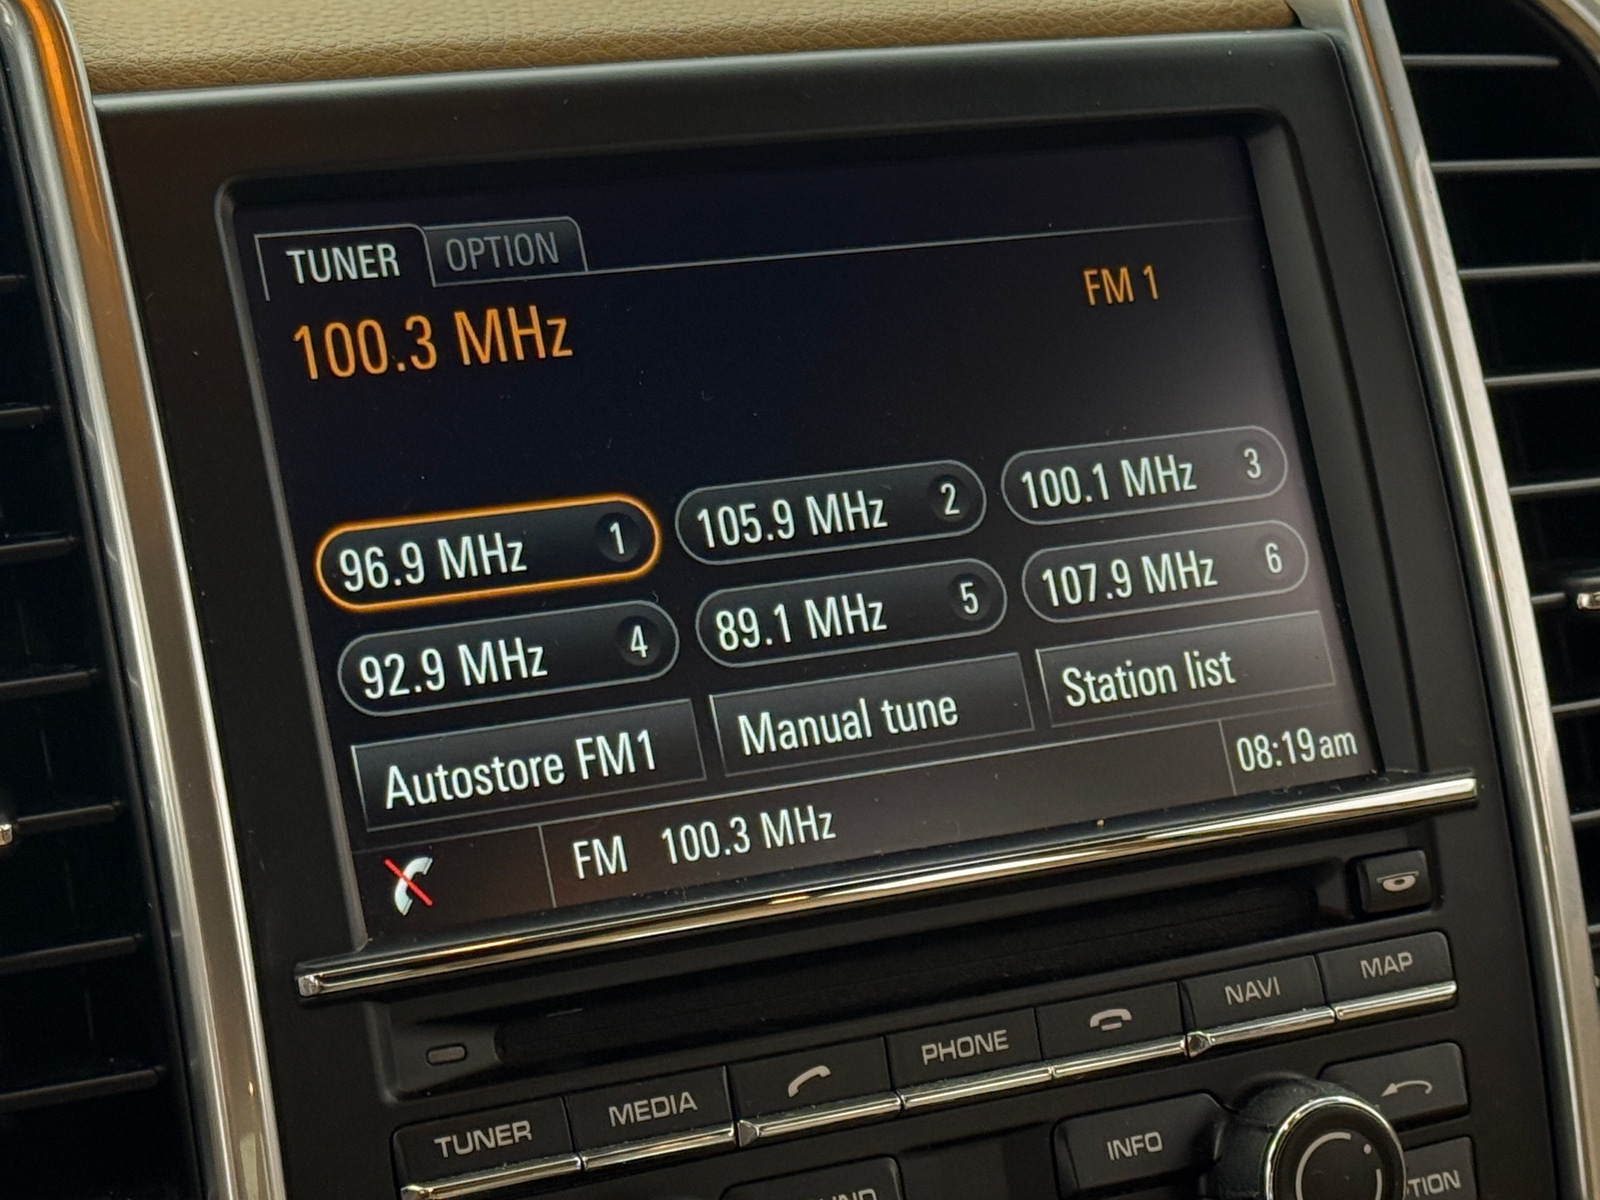 TUNER OPTION
100.3 MHz FM 1
96.9 MHz 1 105.9 MHz 2 100.1 MHz 3
92.9 MHz 4 89.1 MHz 5 107.9 MHz 6
Autostore FM1 Manual tune Station list
FM 100.3 MHz 08:19 am
TUNER MEDIA PHONE NAVI MAP
INFO